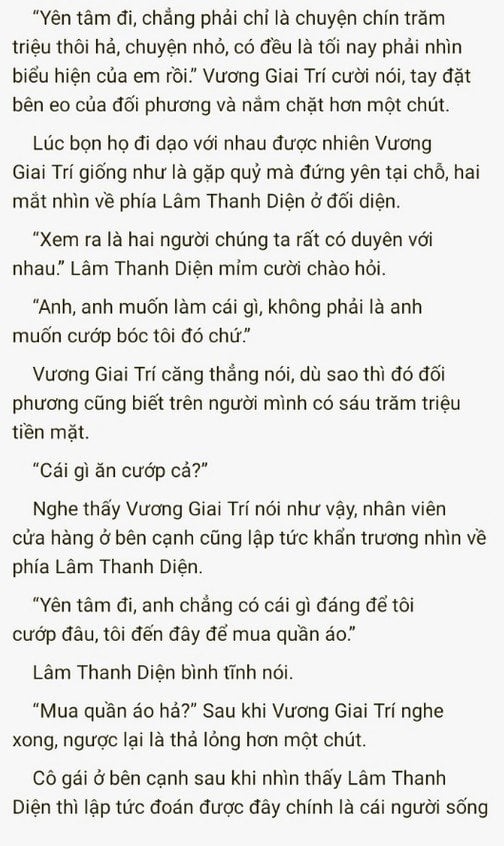 “Yên tâm đi, chẳng phải chỉ là chuyện chín trăm
triệu thôi hả, chuyện nhỏ, có đều là tối nay phải nhìn
biểu hiện của em rồi.” Vương Giai Trí cười nói, tay đặt
bên eo của đối phương và nắm chặt hơn một chút.
Lúc bọn họ đi dạo với nhau được nhiên Vương
Giai Trí giống như là gặp quỷ mà đứng yên tại chỗ, hai
mắt nhìn về phía Lâm Thanh Diện ở đối diện.
“Xem ra là hai người chúng ta rất có duyên với
nhau.” Lâm Thanh Diện mỉm cười chào hỏi.
“Anh, anh muốn làm cái gì, không phải là anh
muốn cướp bóc tôi đó chứ.”
Vương Giai Trí căng thẳng nói, dù sao thì đó đối
phương cũng biết trên người mình có sáu trăm triệu
tiền mặt.
“Cái gì ăn cướp cả?”
Nghe thấy Vương Giai Trí nói như vậy, nhân viên
cửa hàng ở bên cạnh cũng lập tức khẩn trương nhìn về
phía Lâm Thanh Diện.
“Yên tâm đi, anh chẳng có cái gì đáng để tôi
cướp đâu, tôi đến đây để mua quần áo.”
Lâm Thanh Diện bình tĩnh nói.
“Mua quần áo hả?” Sau khi Vương Giai Trí nghe
xong, ngược lại là thả lỏng hơn một chút.
Cô gái ở bên cạnh sau khi nhìn thấy Lâm Thanh
Diện thì lập tức đoán được đây chính là cái người sống